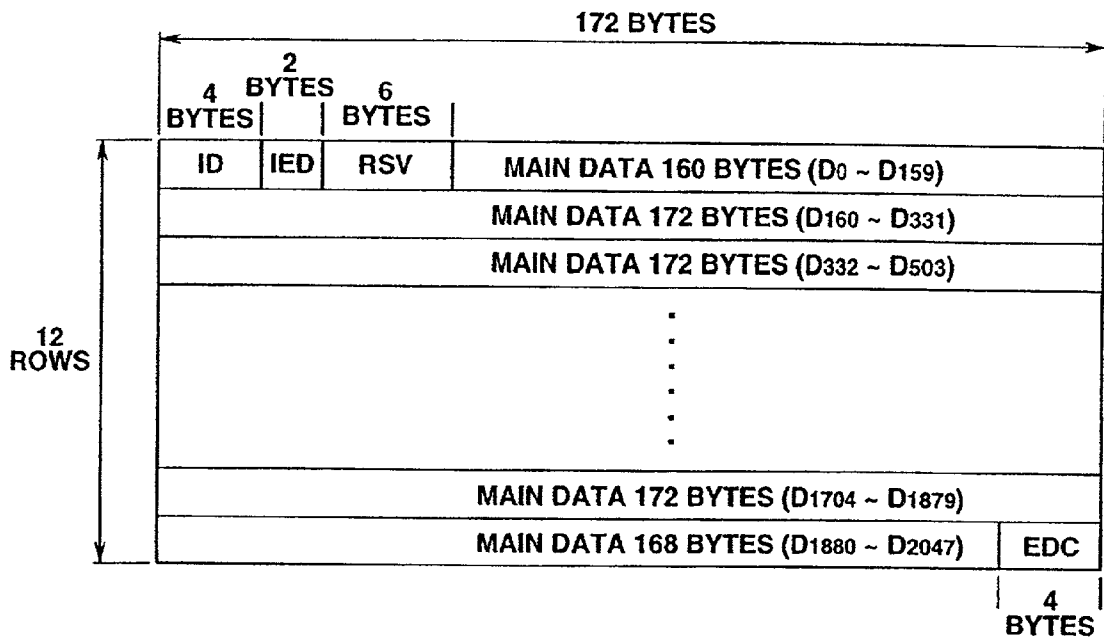 172 BYTES
4
BYTES
2
BYTES
6
BYTES
ID
IED
RSV
MAIN DATA 160 BYTES (D0 ~ D159)
MAIN DATA 172 BYTES (D160 ~ D331)
MAIN DATA 172 BYTES (D332 ~ D503)
12
ROWS
MAIN DATA 172 BYTES (D1704 ~ D1879)
MAIN DATA 168 BYTES (D1880 ~ D2047)
EDC
4
BYTES